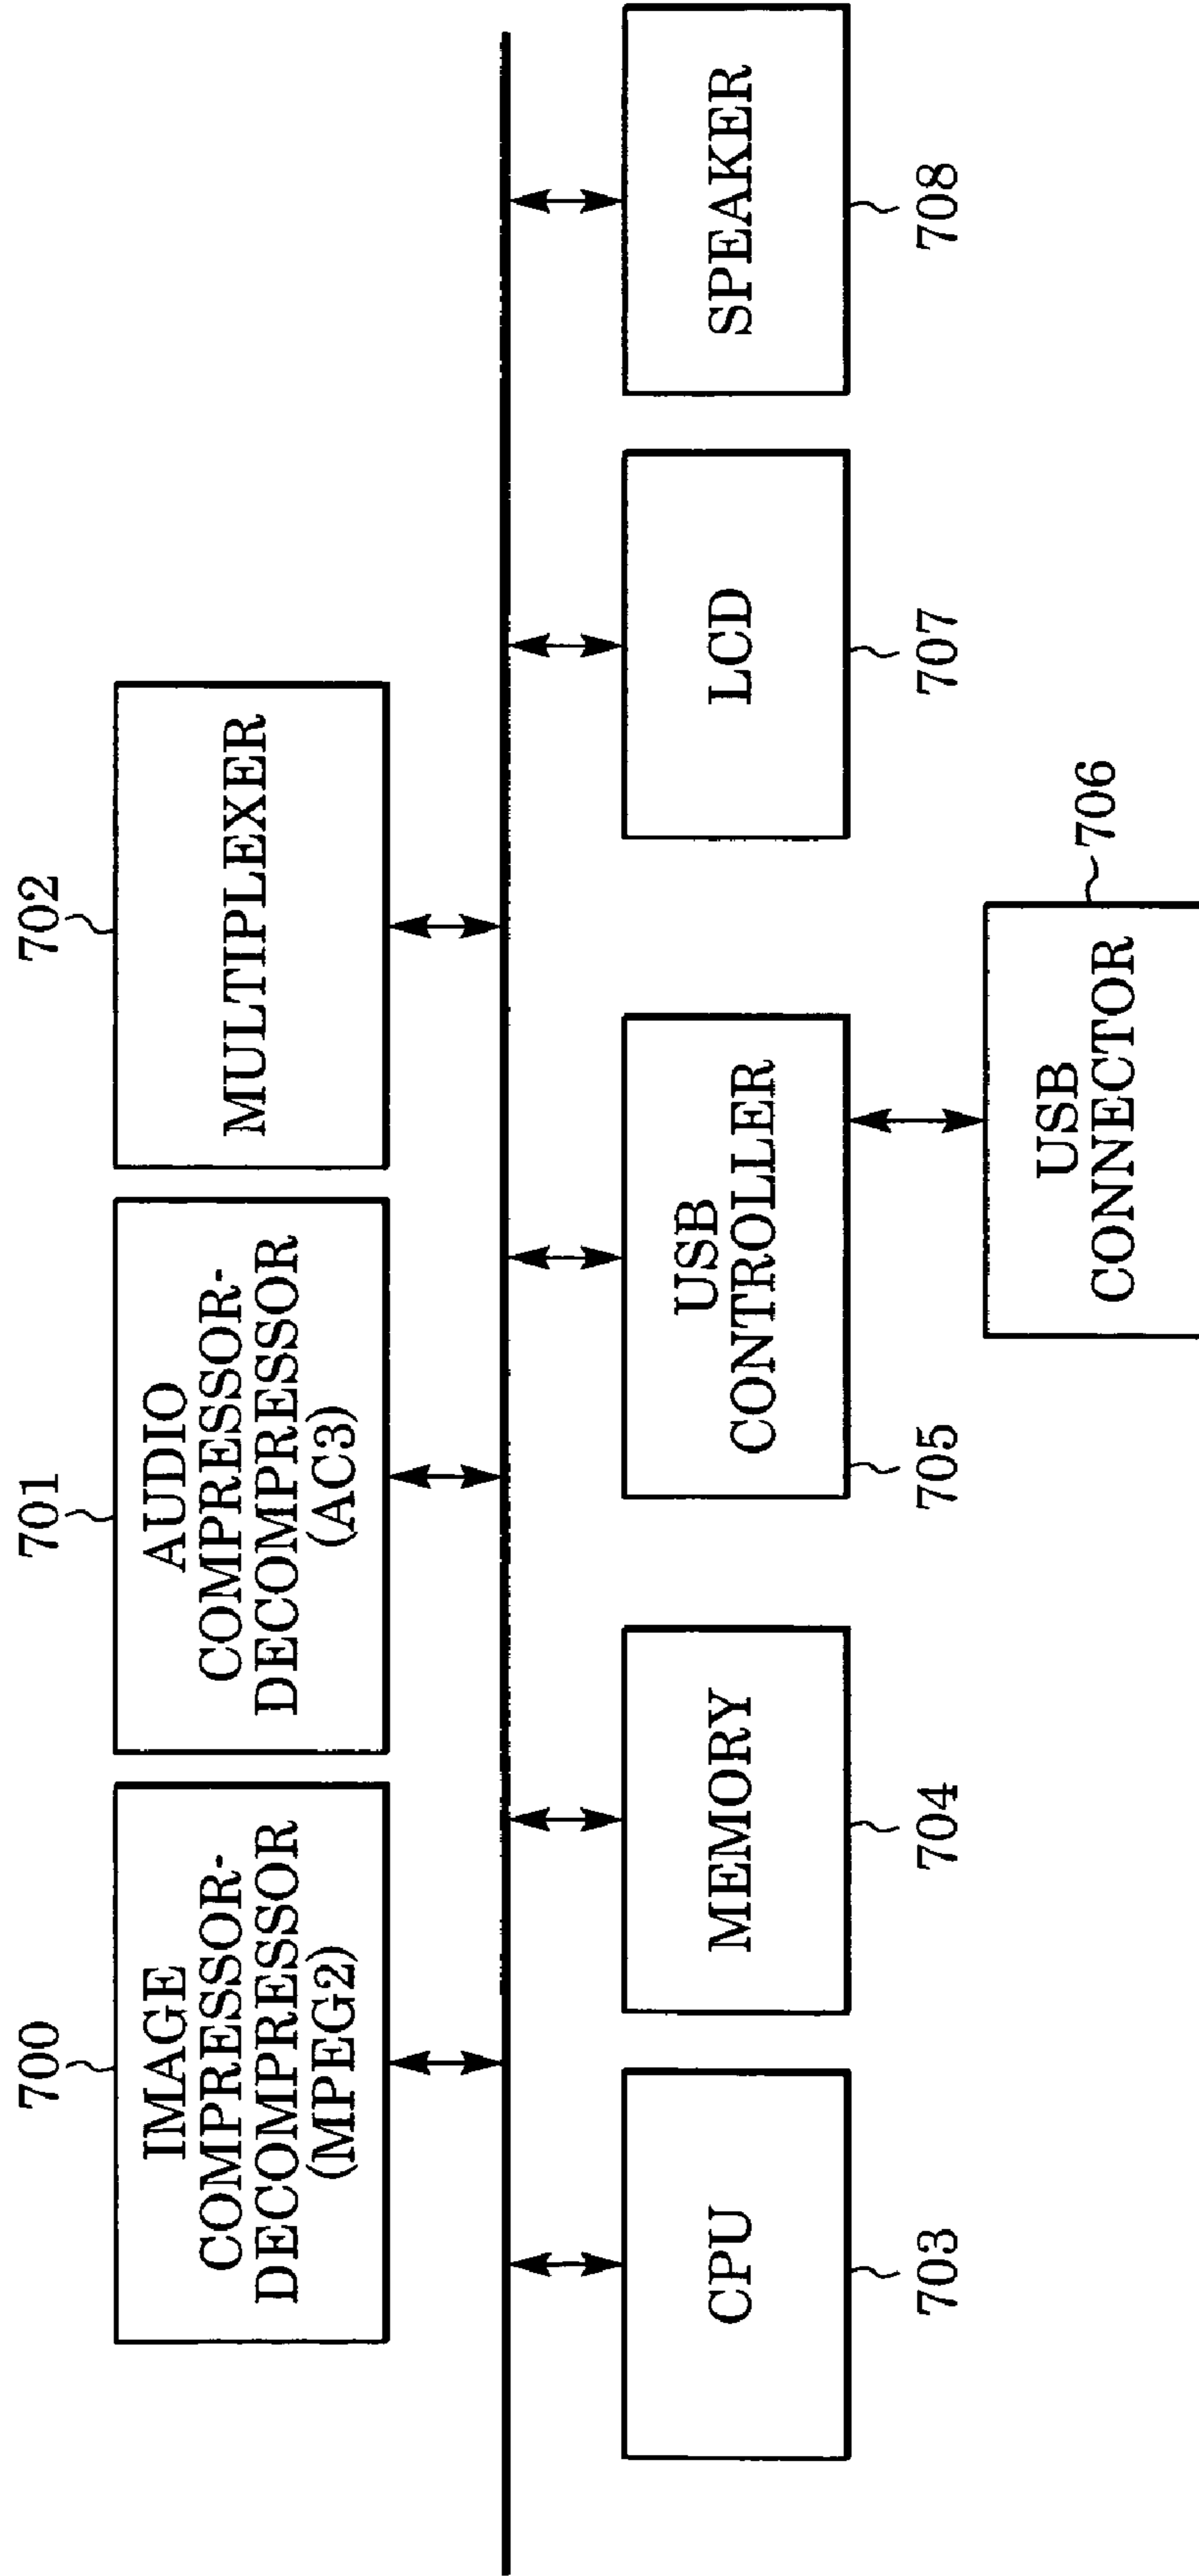 700
IMAGE
COMPRESSOR-
DECOMPRESSOR
(MPEG2)
701
AUDIO
COMPRESSOR-
DECOMPRESSOR
(AC3)
702
MULTIPLEXER
CPU
703
MEMORY
704
USB
CONTROLLER
705
USB
CONNECTOR
706
LCD
707
SPEAKER
708